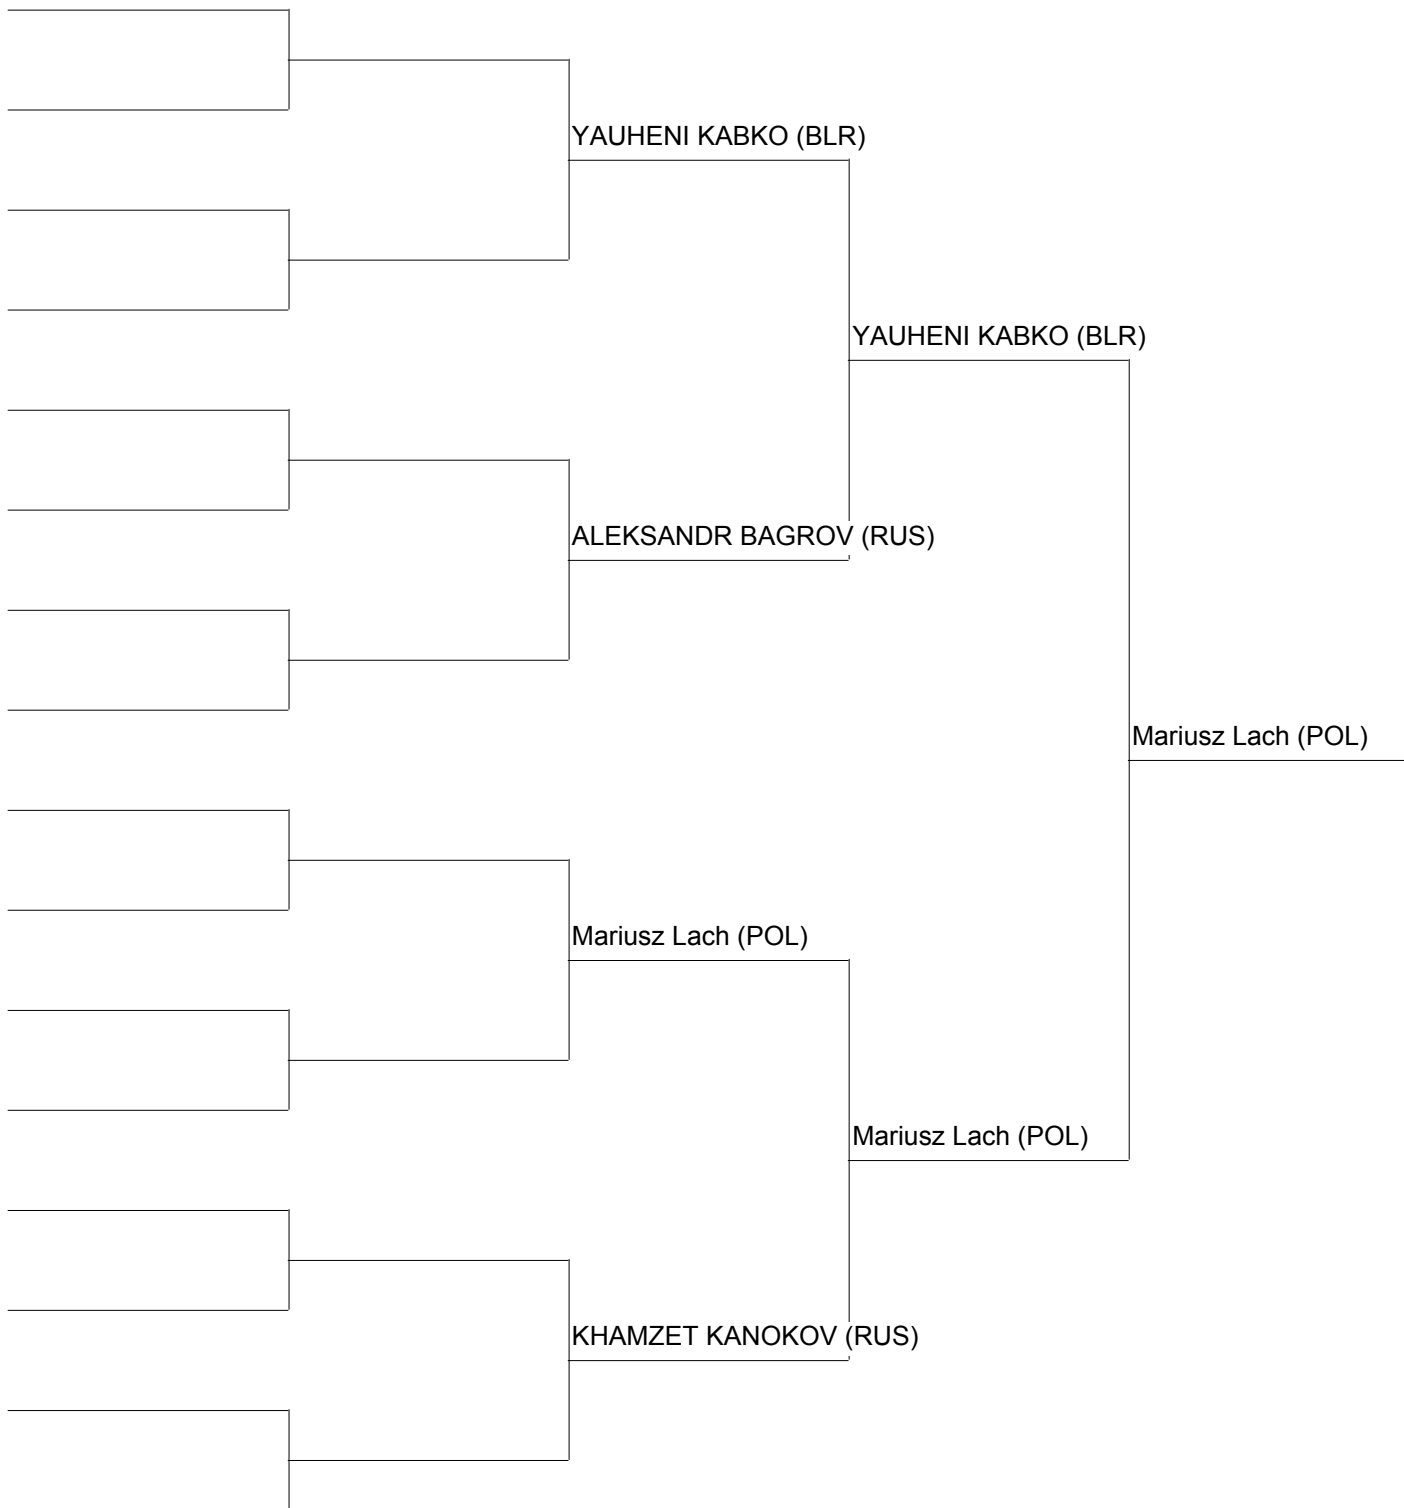 YAUHENI KABKO (BLR)
YAUHENI KABKO (BLR)
ALEKSANDR BAGROV (RUS)
Mariusz Lach (POL)
Mariusz Lach (POL)
Mariusz Lach (POL)
KHAMZET KANOKOV (RUS)